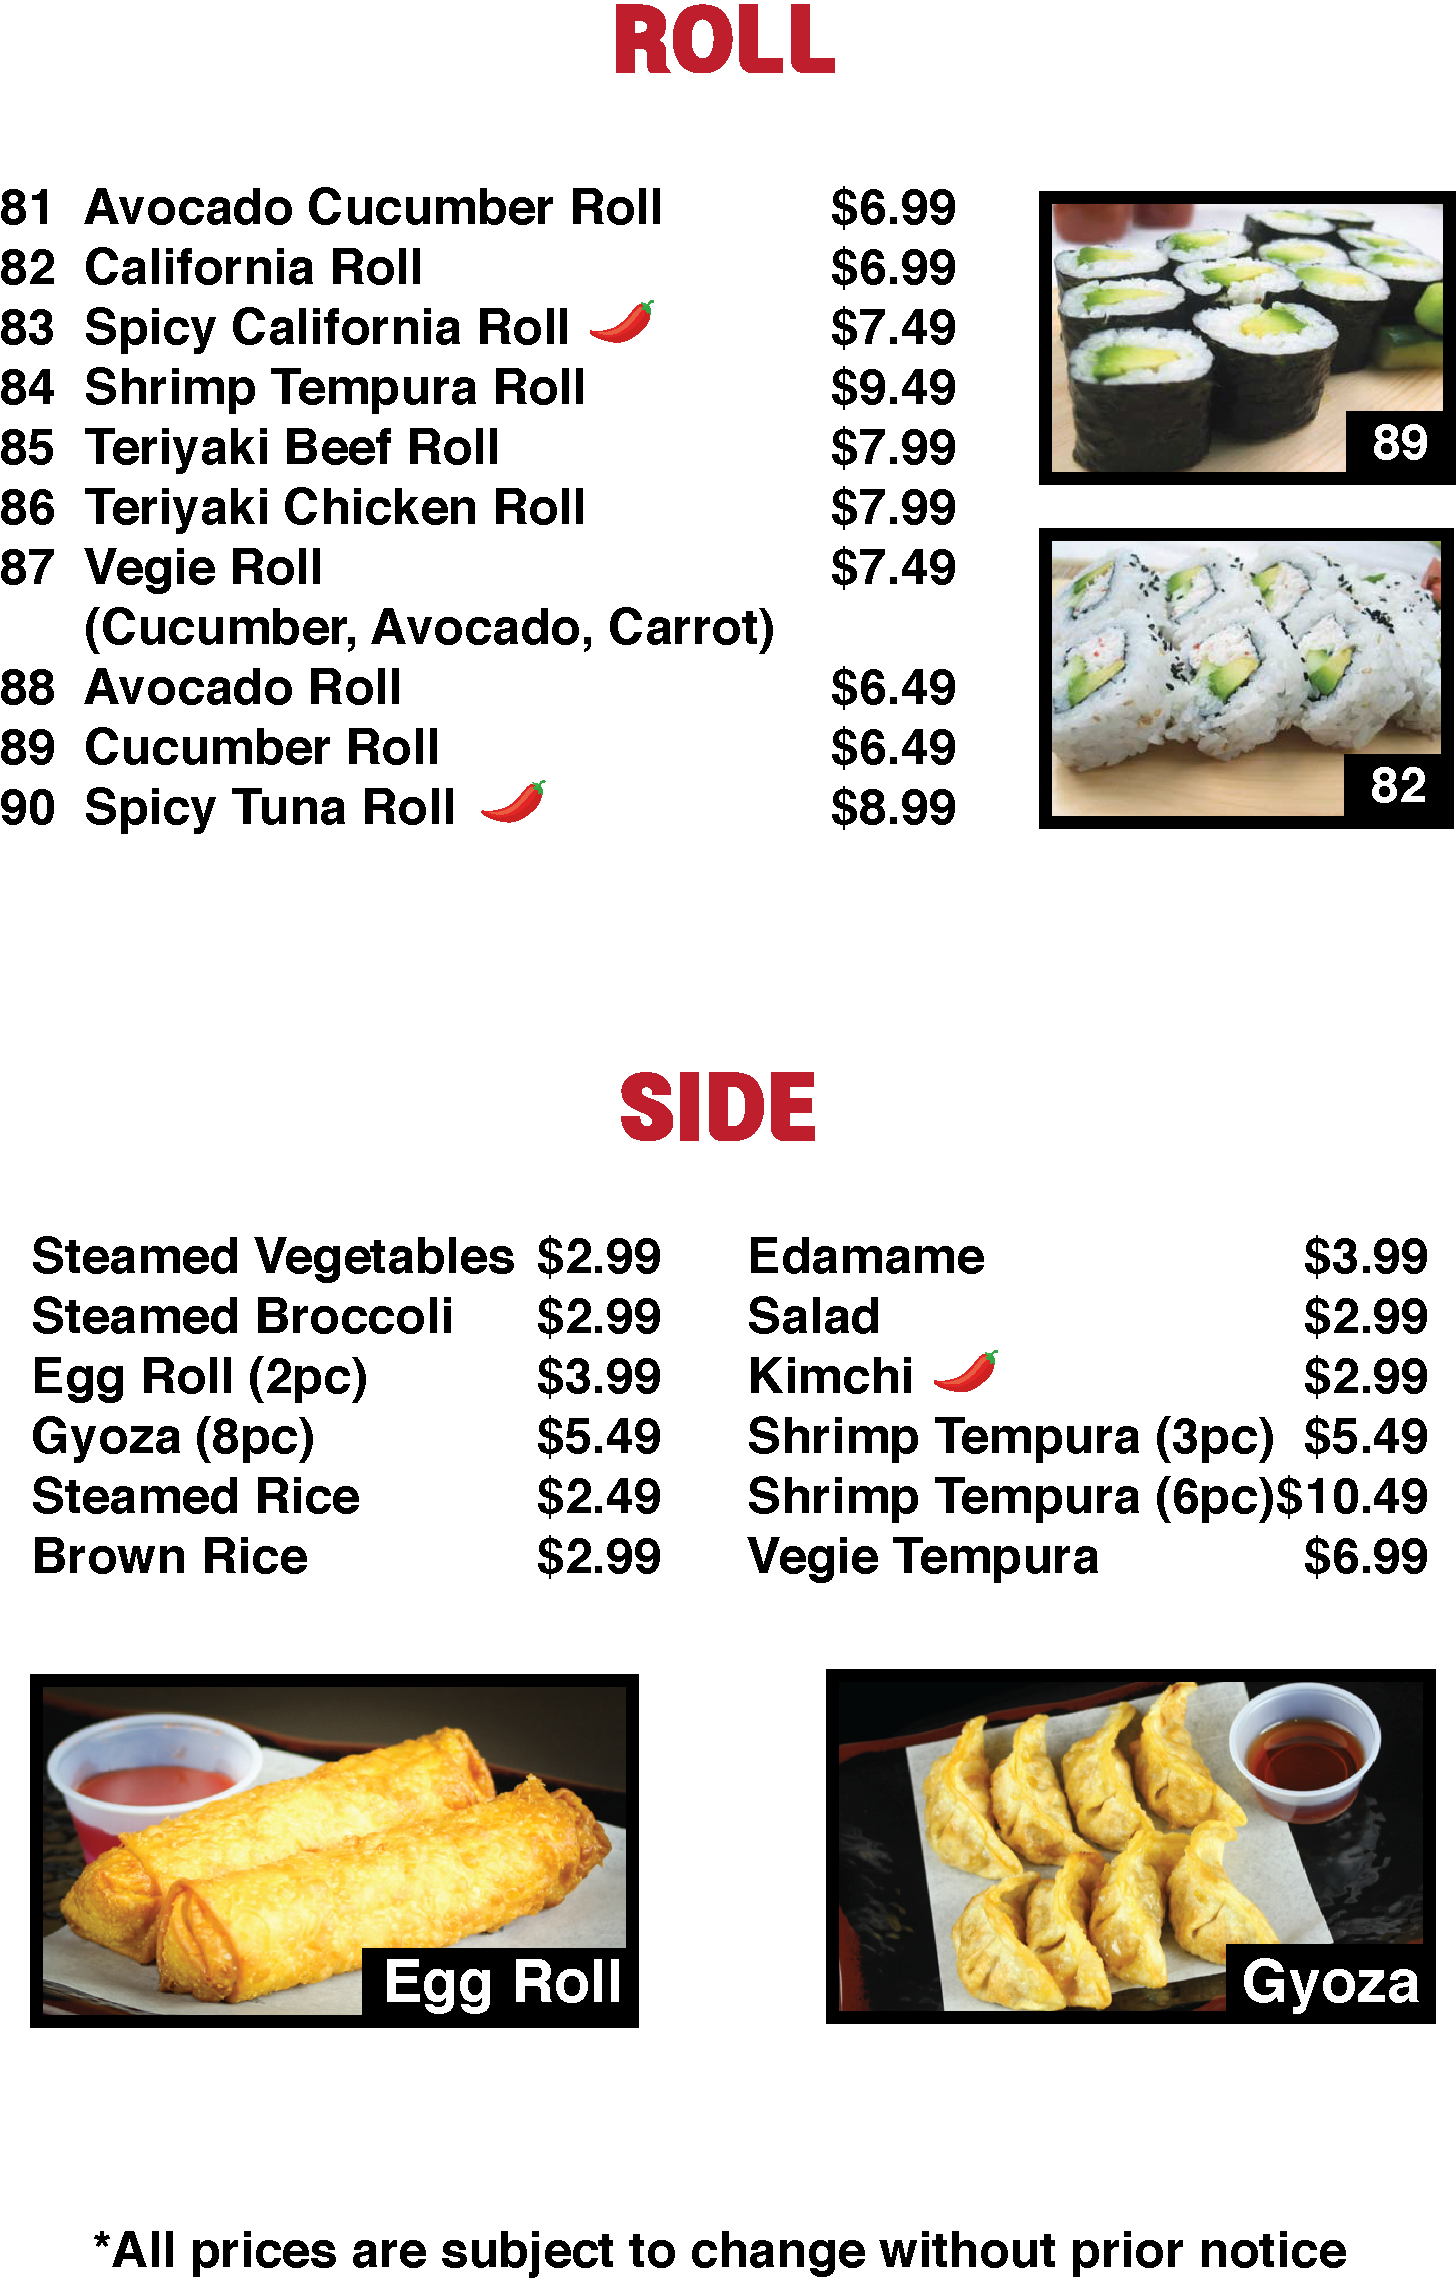 ROLL
81 Avocado Cucumber Roll $6.99
82 California Roll $6.99
83 Spicy California Roll $7.49
84 Shrimp Tempura Roll $9.49
85 Teriyaki Beef Roll $7.99
86 Teriyaki Chicken Roll $7.99
87 Vegie Roll $7.49
(Cucumber, Avocado, Carrot)
88 Avocado Roll $6.49
89 Cucumber Roll $6.49
90 Spicy Tuna Roll $8.99
89
82
SIDE
Steamed Vegetables $2.99
Steamed Broccoli $2.99
Egg Roll (2pc) $3.99
Gyoza (8pc) $5.49
Steamed Rice $2.49
Brown Rice $2.99
Edamame $3.99
Salad $2.99
Kimchi $2.99
Shrimp Tempura (3pc) $5.49
Shrimp Tempura (6pc)$10.49
Vegie Tempura $6.99
Egg Roll
Gyoza
*All prices are subject to change without prior notice